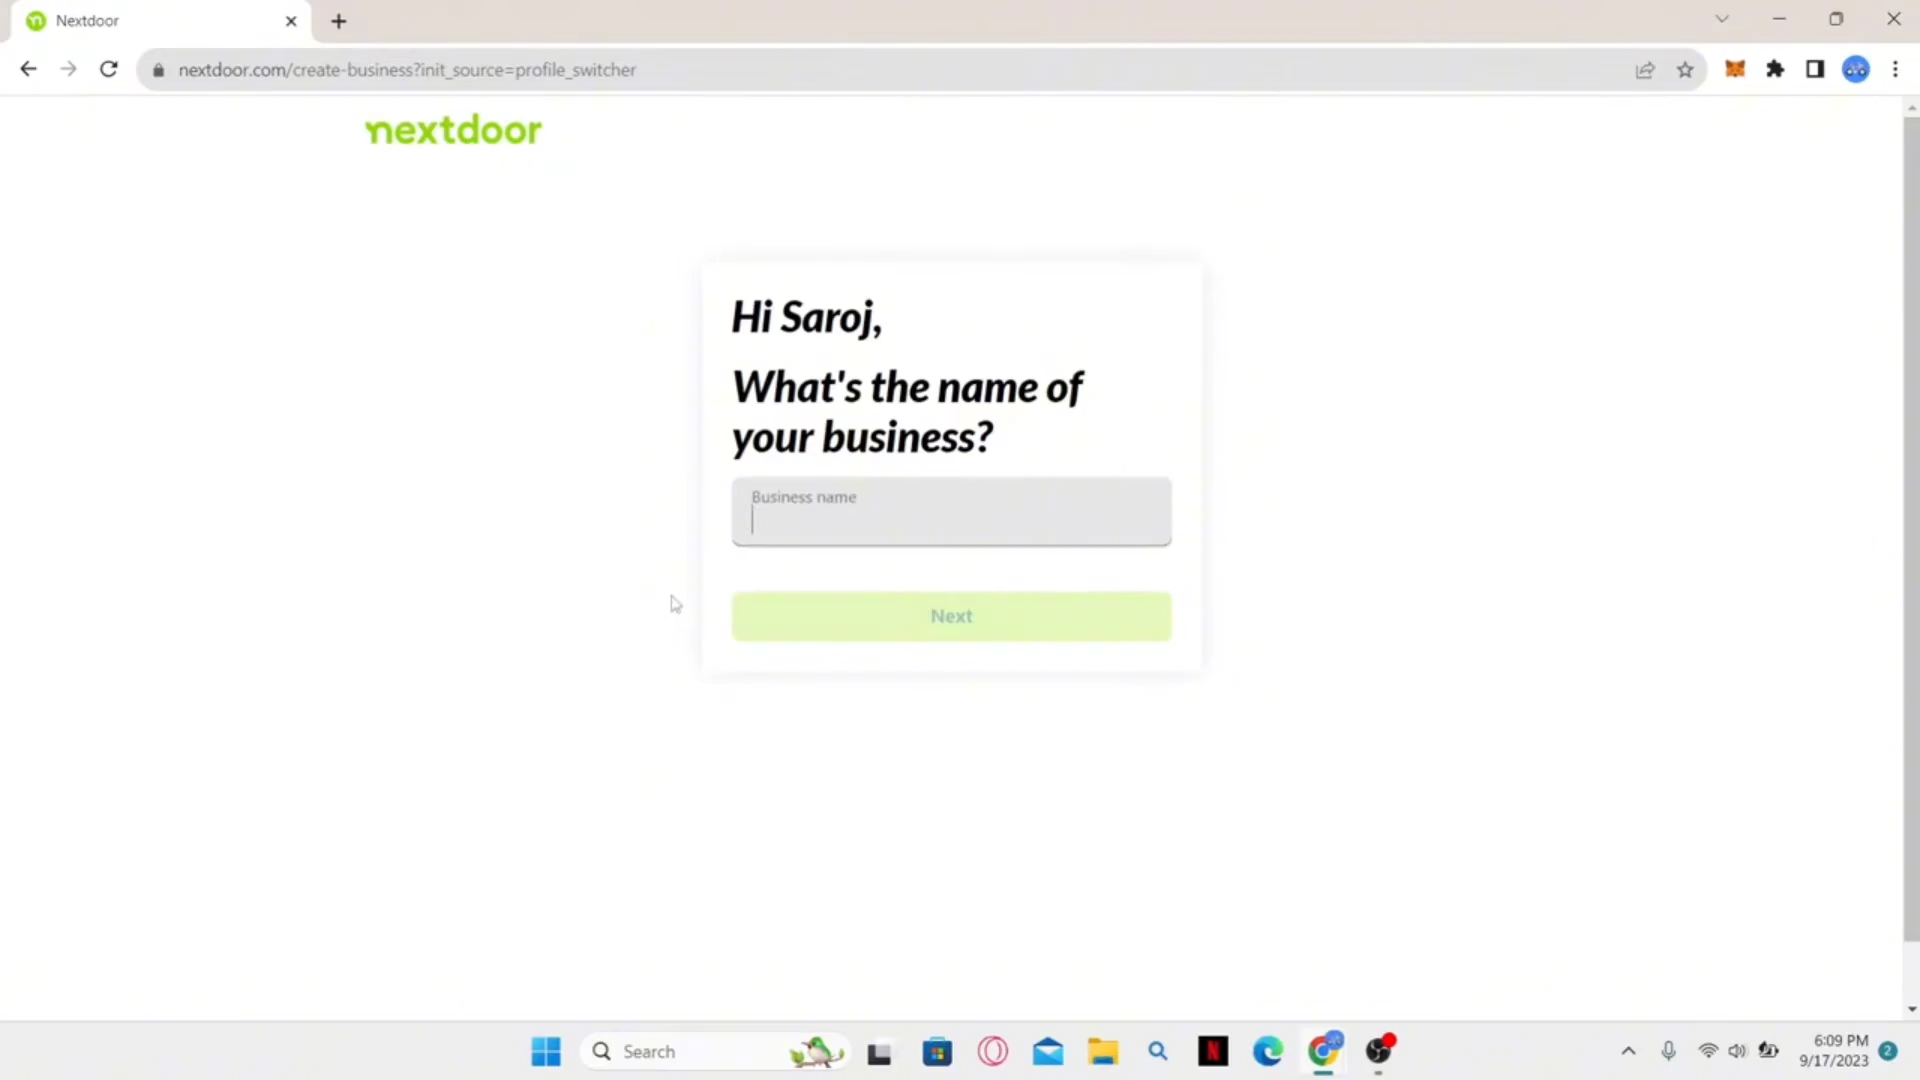 Nextdoor
nextdoor.com/create-business?init_source=profile_switcher
nextdoor
Hi Saroj,
What's the name of
your business?
Business name
Next
Search
6:09 PM
9/17/2023
2